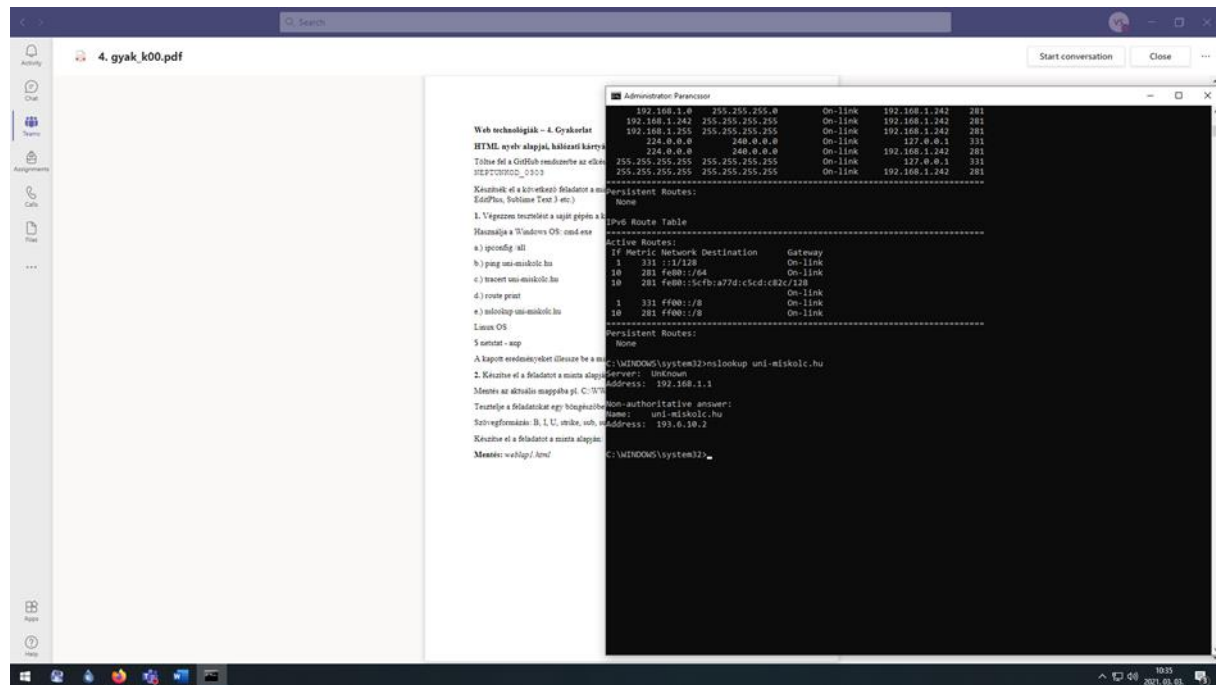 Search
VS
Activity
Chat
Teams
Assignments
Calls
Files
Apps
Help
4. gyak_k00.pdf
Start conversation
Close
Web technológiák – 4. Gyakorlat
HTML nyelv alapjai, hálózati kártyá
Töltse fel a GitHub rendszerbe az elkés
NEPTUNKOD_0303
Készítsék el a következő feladatot a
EditPlus, Sublime Text 3 etc.)
1. Végezzen tesztelést a saját gépén a k
Használja a Windows OS: cmd.exe
a.) ipconfig /all
b.) ping uni-miskolc.hu
c.) tracert uni-miskolc.hu
d.) route print
e.) nslookup uni-miskolc.hu
Linux OS
5 netstat - anp
A kapott eredményeket illessze be a
2. Készítse el a feladatot a minta alapjá
Mentés az aktuális mappába pl. C:\WW
Tesztelje a feladatokat egy böngészőbe
Szövegformázás: B, I, U, strike, sub, su
Készítse el a feladatot a minta alapján:
Mentés: weblap1.html
Administrator: Parancssor
192.168.1.0 255.255.255.0 On-link 192.168.1.242 281
192.168.1.242 255.255.255.255 On-link 192.168.1.242 281
192.168.1.255 255.255.255.255 On-link 192.168.1.242 281
224.0.0.0 240.0.0.0 On-link 127.0.0.1 331
224.0.0.0 240.0.0.0 On-link 192.168.1.242 281
255.255.255.255 255.255.255.255 On-link 127.0.0.1 331
255.255.255.255 255.255.255.255 On-link 192.168.1.242 281
Persistent Routes:
None
IPv6 Route Table
Active Routes:
If Metric Network Destination Gateway
1 331 ::1/128 On-link
10 281 fe80::/64 On-link
10 281 fe80::5cfb:a77d:c5cd:c82c/128
On-link
1 331 ff00::/8 On-link
10 281 ff00::/8 On-link
Persistent Routes:
None
C:\WINDOWS\system32>nslookup uni-miskolc.hu
Server: UnKnown
Address: 192.168.1.1
Non-authoritative answer:
Name: uni-miskolc.hu
Address: 193.6.10.2
C:\WINDOWS\system32>
10:35
2021. 03. 03.